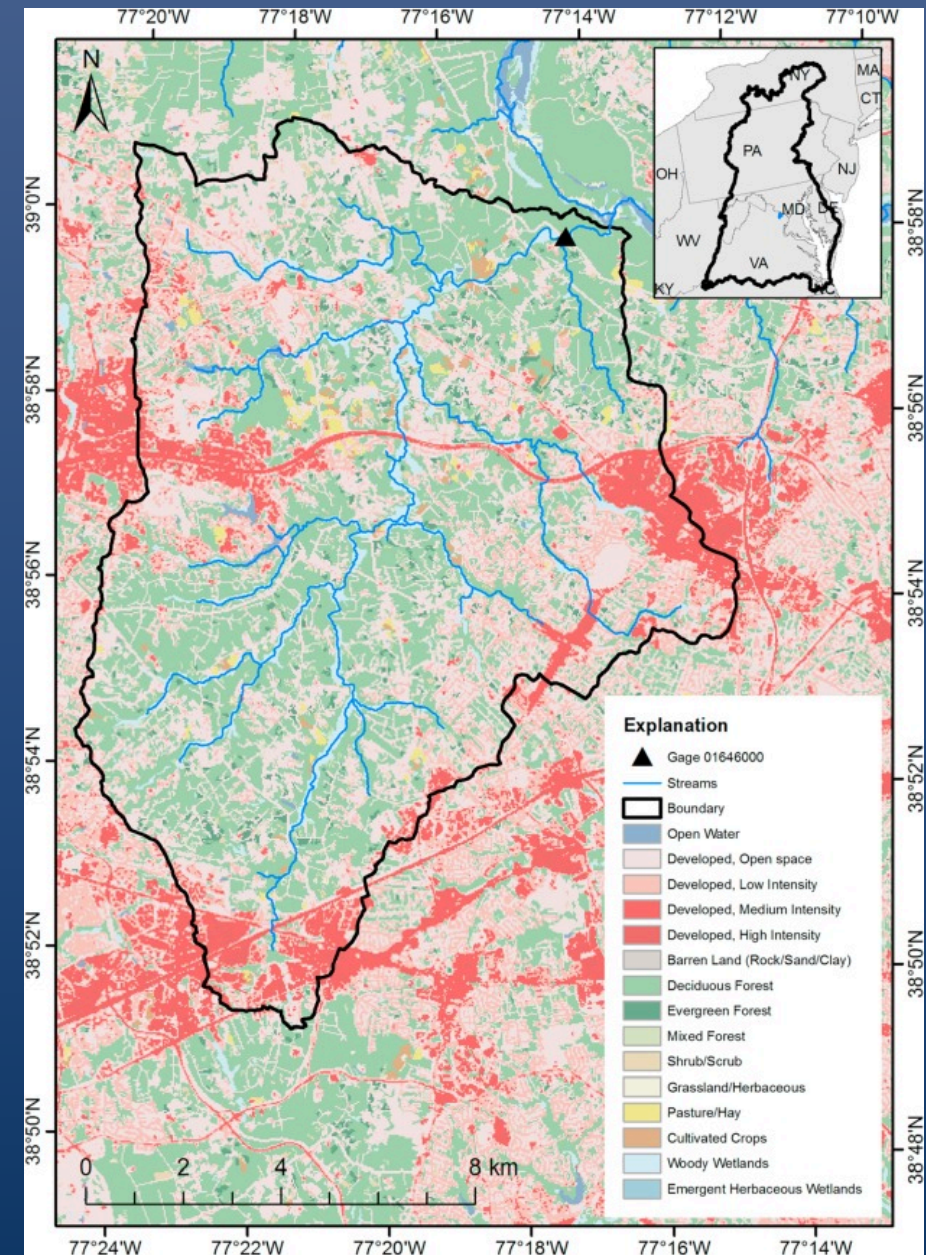 77°20'W 77°18'W 77°16'W 77°14'W 77°12'W 77°10'W
N
NY
MA
CT
PA
OH
NJ
MD
DE
WV
VA
KY
NC
39°0'N
38°58'N
38°56'N
38°54'N
38°52'N
38°50'N
38°58'N
38°56'N
38°54'N
38°52'N
38°50'N
38°48'N
Explanation
Gage 01646000
Streams
Boundary
Open Water
Developed, Open space
Developed, Low Intensity
Developed, Medium Intensity
Developed, High Intensity
Barren Land (Rock/Sand/Clay)
Deciduous Forest
Evergreen Forest
Mixed Forest
Shrub/Scrub
Grassland/Herbaceous
Pasture/Hay
Cultivated Crops
Woody Wetlands
Emergent Herbaceous Wetlands
0 2 4 8 km
77°24'W 77°22'W 77°20'W 77°18'W 77°16'W 77°14'W